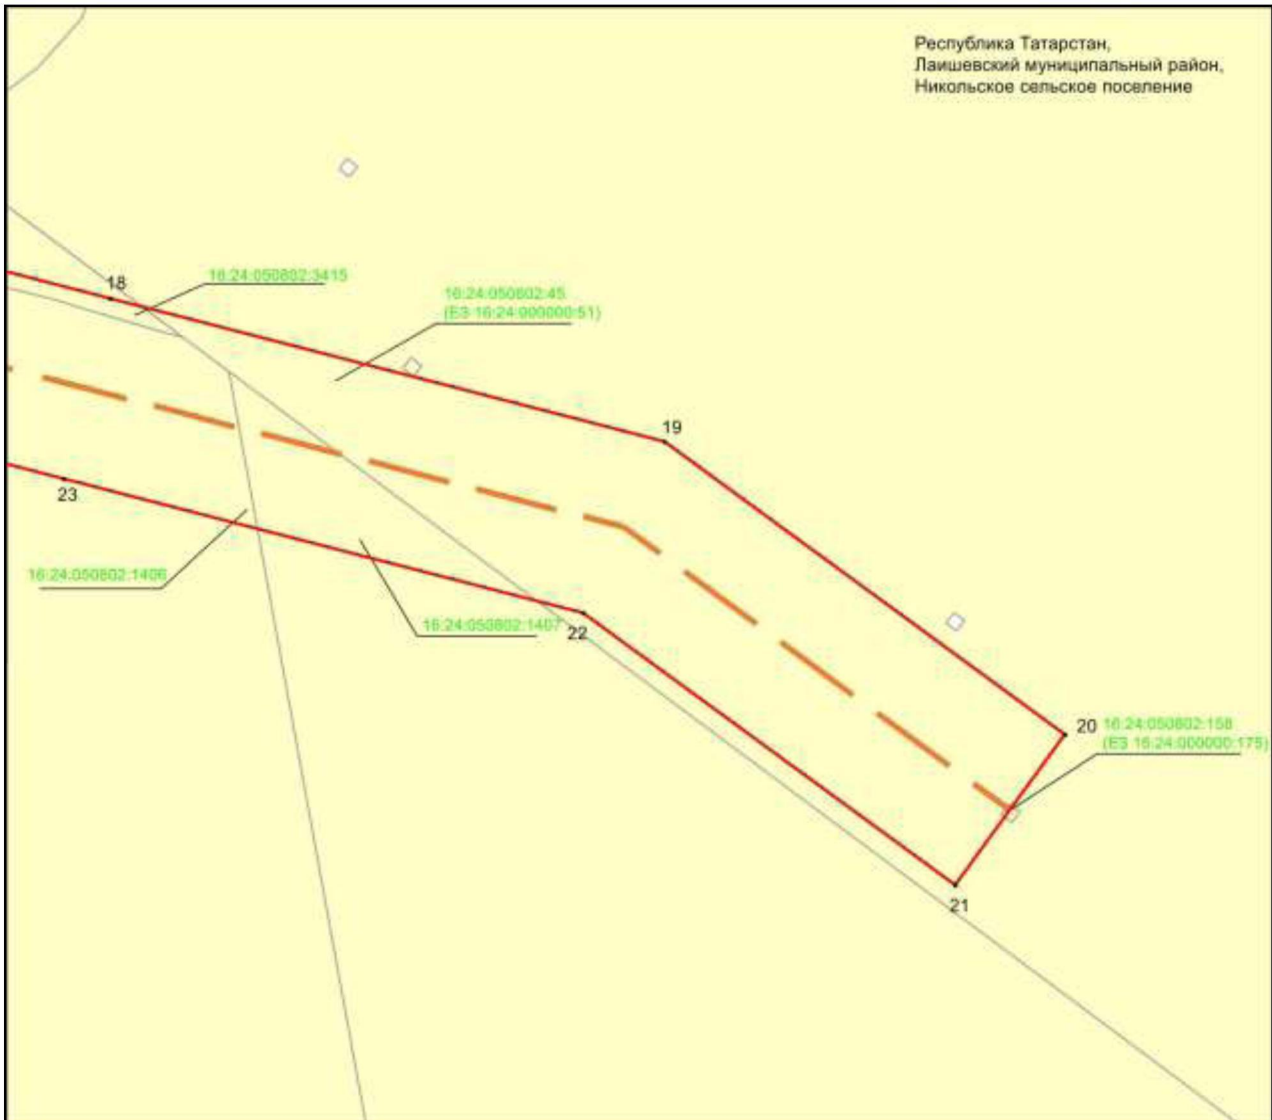 Республика Татарстан,
Лаишевский муниципальный район,
Никольское сельское поселение
18
16:24:050802:3415
16:24:050802:45
(ЕЗ 16:24:000000:51)
19
23
16:24:050802:1406
16:24:050802:1407
22
20
16:24:050802:158
(ЕЗ 16:24:000000:175)
21